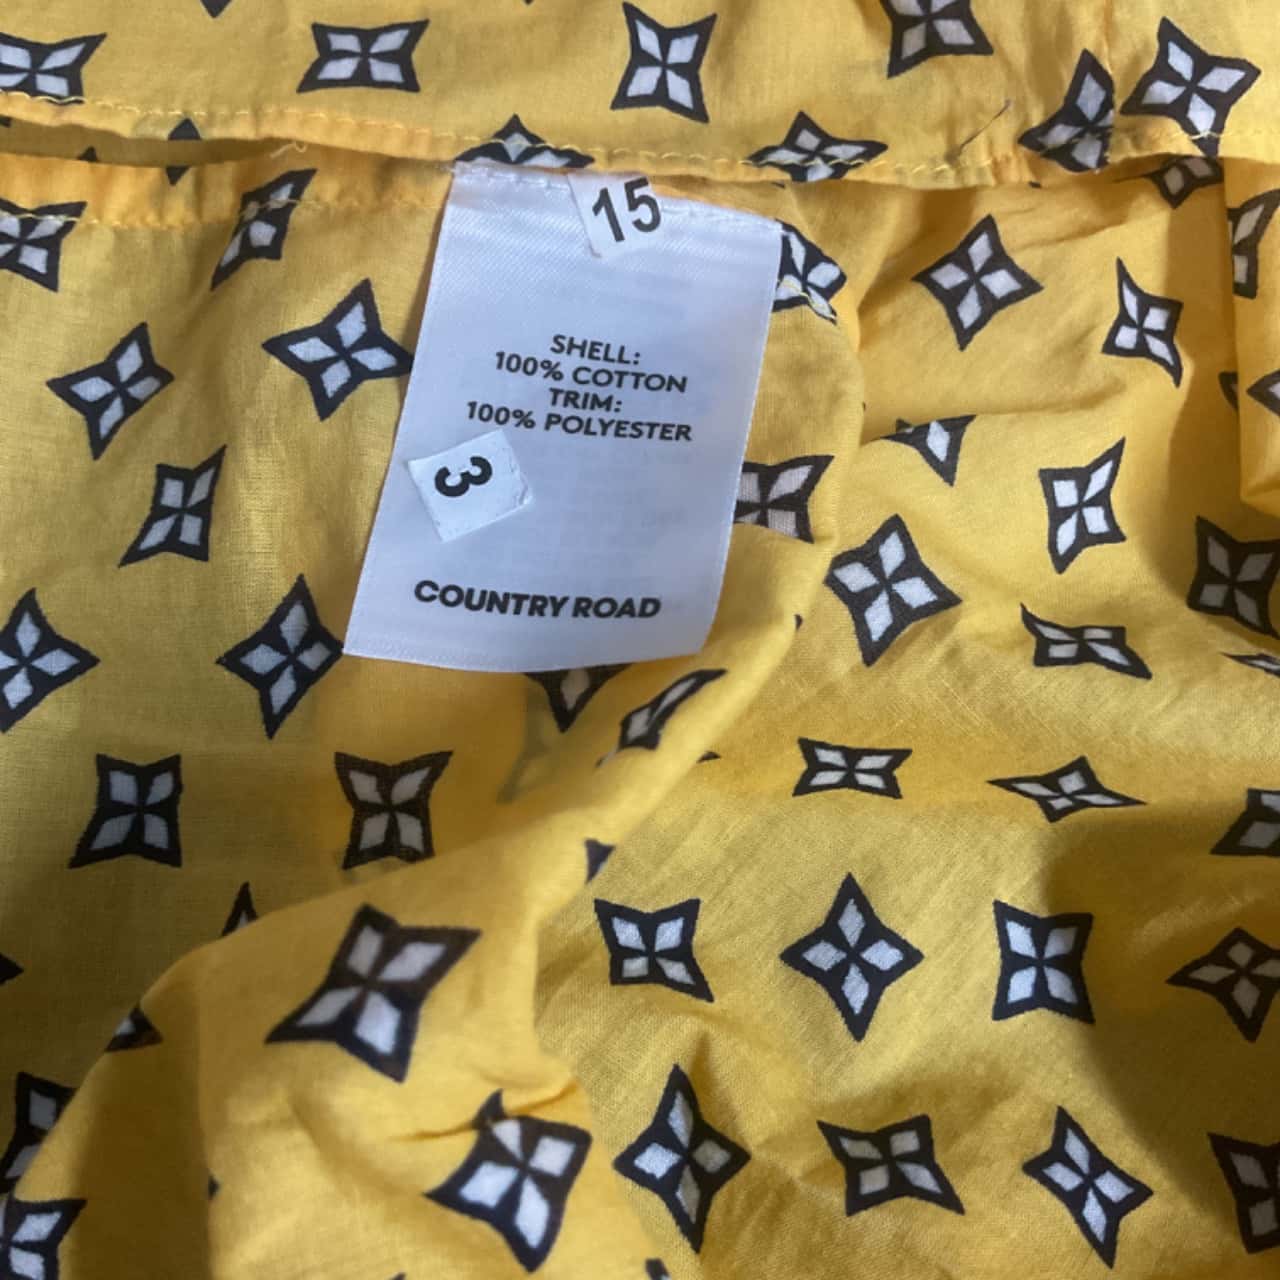 15
SHELL:
100% COTTON
TRIM:
100% POLYESTER
3
COUNTRY ROAD